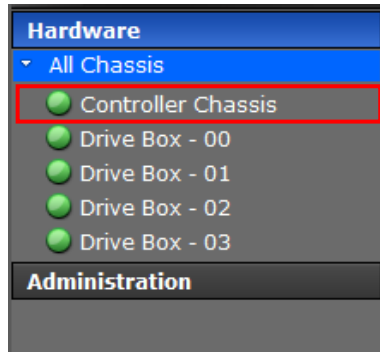 Hardware
All Chassis
Controller Chassis
Drive Box - 00
Drive Box - 01
Drive Box - 02
Drive Box - 03
Administration